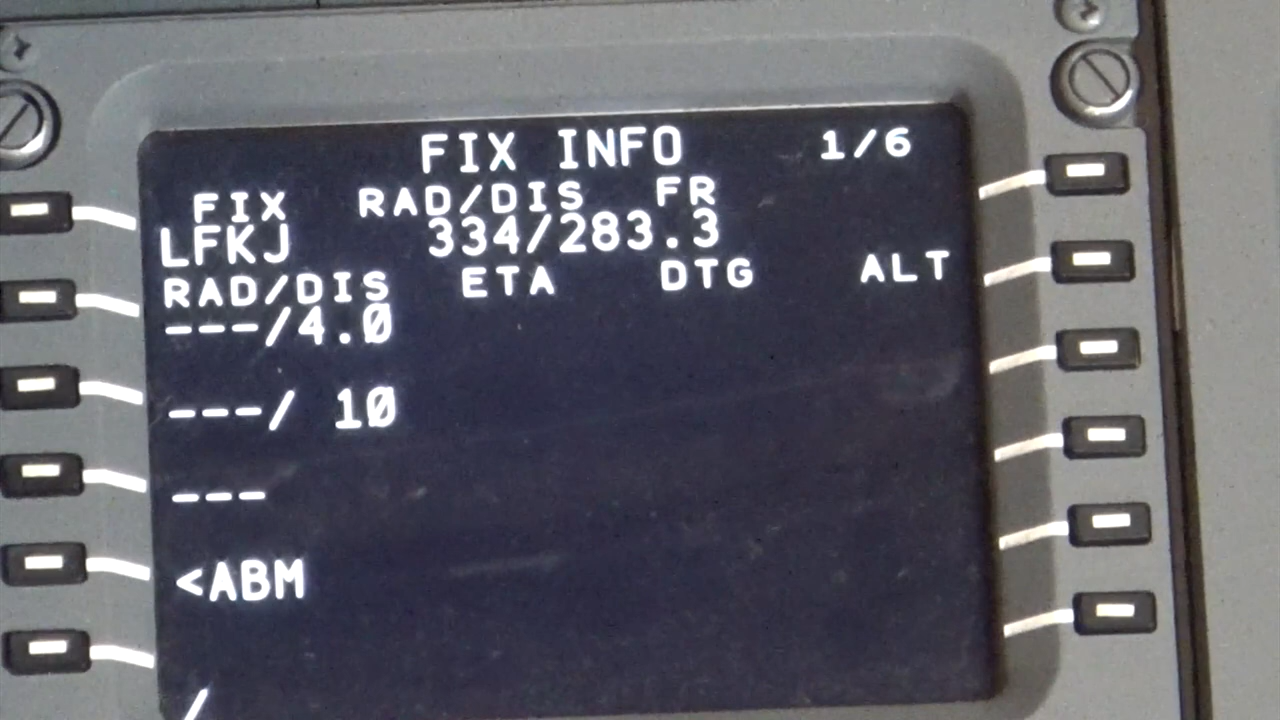 FIX INFO 1/6
FIX RAD/DIS FR
LFKJ 334/283.3
RAD/DIS ETA DTG ALT
---/4.0
---/ 10
---
<ABM